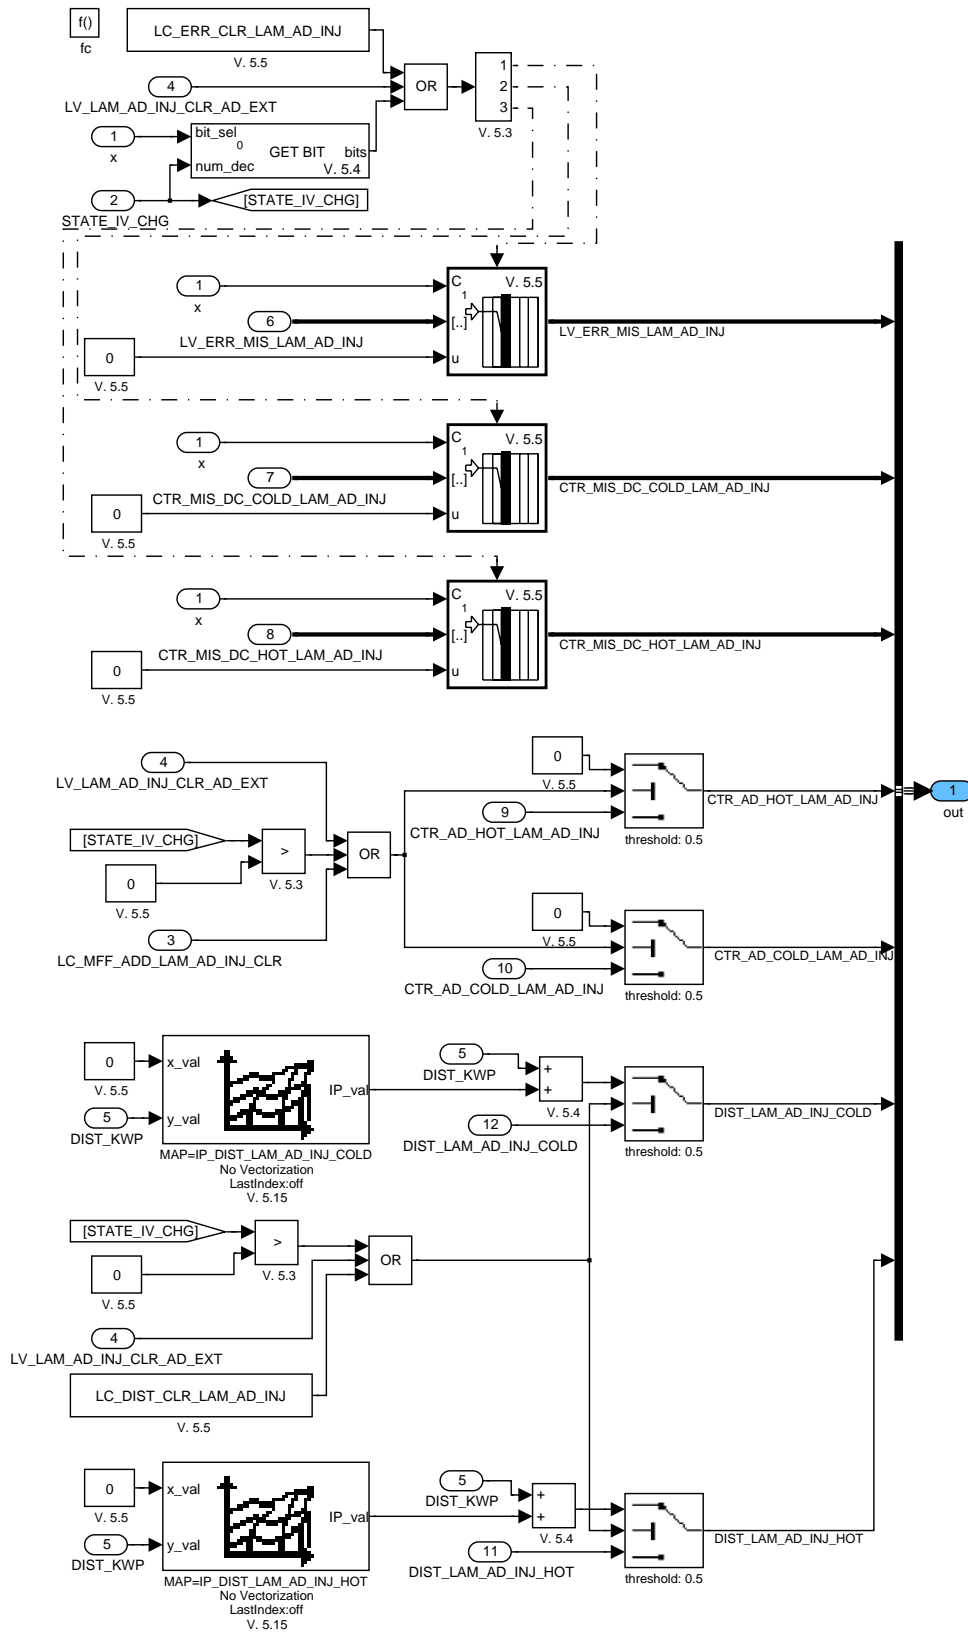 f()
fc
LC_ERR_CLR_LAM_AD_INJ
V. 5.5
4
LV_LAM_AD_INJ_CLR_AD_EXT
OR
1
2
3
V. 5.3
1
x
bit_sel
0
GET BIT
bits
num_dec
V. 5.4
2
STATE_IV_CHG
[STATE_IV_CHG]
1
x
6
LV_ERR_MIS_LAM_AD_INJ
0
V. 5.5
C
1
V. 5.5
[..]
u
LV_ERR_MIS_LAM_AD_INJ
1
x
7
CTR_MIS_DC_COLD_LAM_AD_INJ
0
V. 5.5
C
1
V. 5.5
[..]
u
CTR_MIS_DC_COLD_LAM_AD_INJ
1
x
8
CTR_MIS_DC_HOT_LAM_AD_INJ
0
V. 5.5
C
1
V. 5.5
[..]
u
CTR_MIS_DC_HOT_LAM_AD_INJ
4
LV_LAM_AD_INJ_CLR_AD_EXT
[STATE_IV_CHG]
0
V. 5.5
>
V. 5.3
OR
3
LC_MFF_ADD_LAM_AD_INJ_CLR
0
V. 5.5
9
CTR_AD_HOT_LAM_AD_INJ
threshold: 0.5
CTR_AD_HOT_LAM_AD_INJ
1
out
0
V. 5.5
10
CTR_AD_COLD_LAM_AD_INJ
threshold: 0.5
CTR_AD_COLD_LAM_AD_INJ
0
V. 5.5
5
DIST_KWP
x_val
y_val
IP_val
MAP=IP_DIST_LAM_AD_INJ_COLD
No Vectorization
LastIndex:off
V. 5.15
5
DIST_KWP
+
+
V. 5.4
12
DIST_LAM_AD_INJ_COLD
threshold: 0.5
DIST_LAM_AD_INJ_COLD
[STATE_IV_CHG]
0
V. 5.5
>
V. 5.3
OR
4
LV_LAM_AD_INJ_CLR_AD_EXT
LC_DIST_CLR_LAM_AD_INJ
V. 5.5
0
V. 5.5
5
DIST_KWP
x_val
y_val
IP_val
MAP=IP_DIST_LAM_AD_INJ_HOT
No Vectorization
LastIndex:off
V. 5.15
5
DIST_KWP
+
+
V. 5.4
11
DIST_LAM_AD_INJ_HOT
threshold: 0.5
DIST_LAM_AD_INJ_HOT